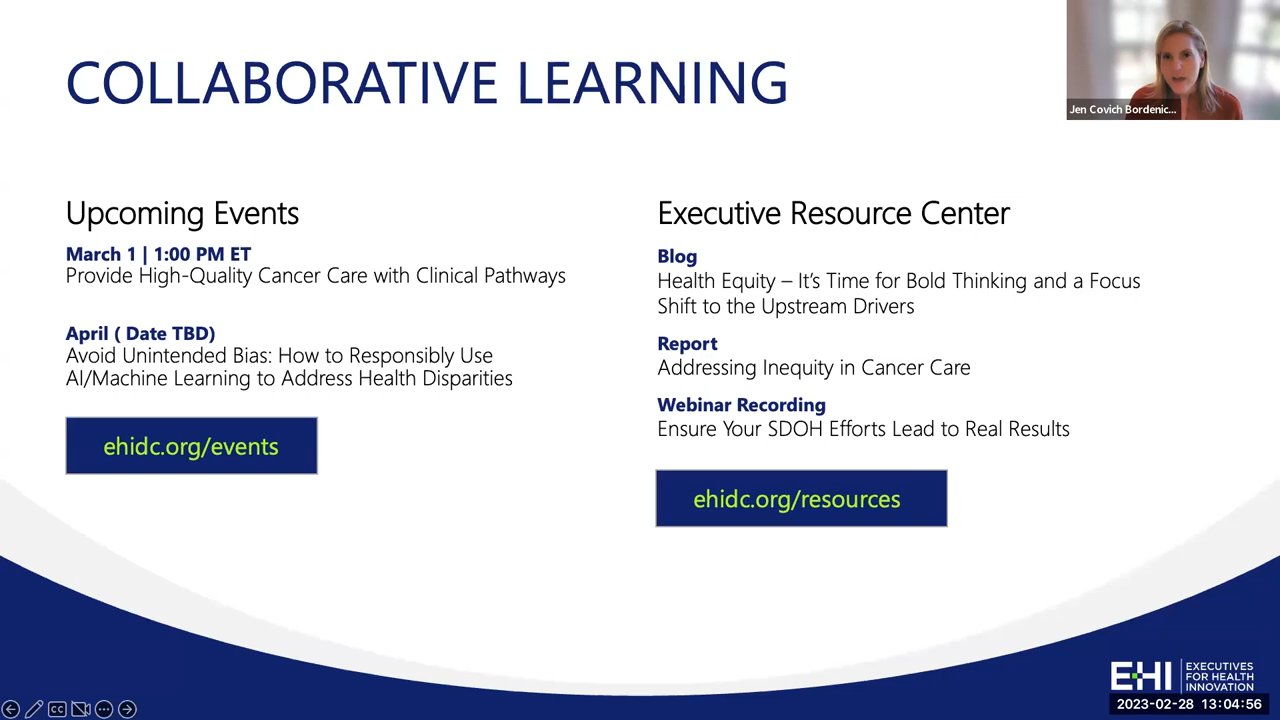 COLLABORATIVE LEARNING
Jen Covich Bordenic...
Upcoming Events
March 1 | 1:00 PM ET
Provide High-Quality Cancer Care with Clinical Pathways
April ( Date TBD)
Avoid Unintended Bias: How to Responsibly Use
AI/Machine Learning to Address Health Disparities
ehidc.org/events
Executive Resource Center
Blog
Health Equity – It’s Time for Bold Thinking and a Focus
Shift to the Upstream Drivers
Report
Addressing Inequity in Cancer Care
Webinar Recording
Ensure Your SDOH Efforts Lead to Real Results
ehidc.org/resources
EHI
EXECUTIVES
FOR HEALTH
INNOVATION
2023-02-28 13:04:56
CC